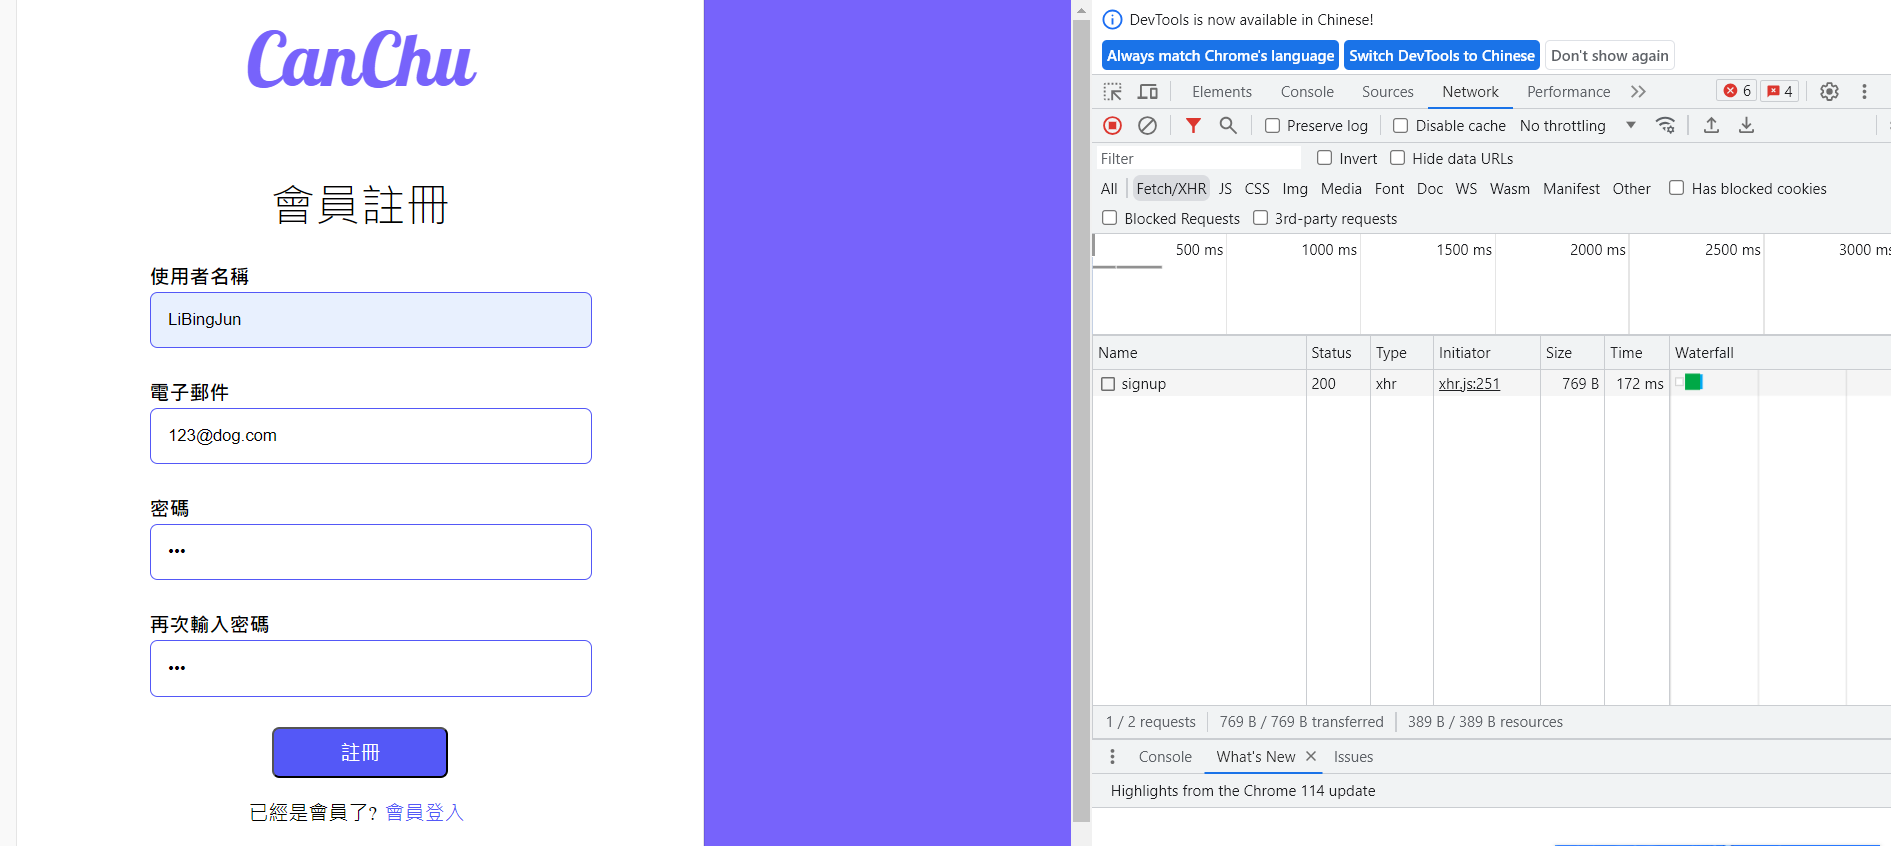 CanChu
會員註冊
使用者名稱
LiBingJun
電子郵件
123@dog.com
密碼
•••
再次輸入密碼
•••
註冊
已經是會員了? 會員登入
DevTools is now available in Chinese!
Always match Chrome's language Switch DevTools to Chinese Don't show again
Elements Console Sources Network Performance 6 4
Preserve log Disable cache No throttling
Filter Invert Hide data URLs
All Fetch/XHR JS CSS Img Media Font Doc WS Wasm Manifest Other Has blocked cookies
Blocked Requests 3rd-party requests
500 ms 1000 ms 1500 ms 2000 ms 2500 ms 3000 ms
Name Status Type Initiator Size Time Waterfall
signup 200 xhr xhr.js:251 769 B 172 ms
1 / 2 requests 769 B / 769 B transferred 389 B / 389 B resources
Console What's New Issues
Highlights from the Chrome 114 update